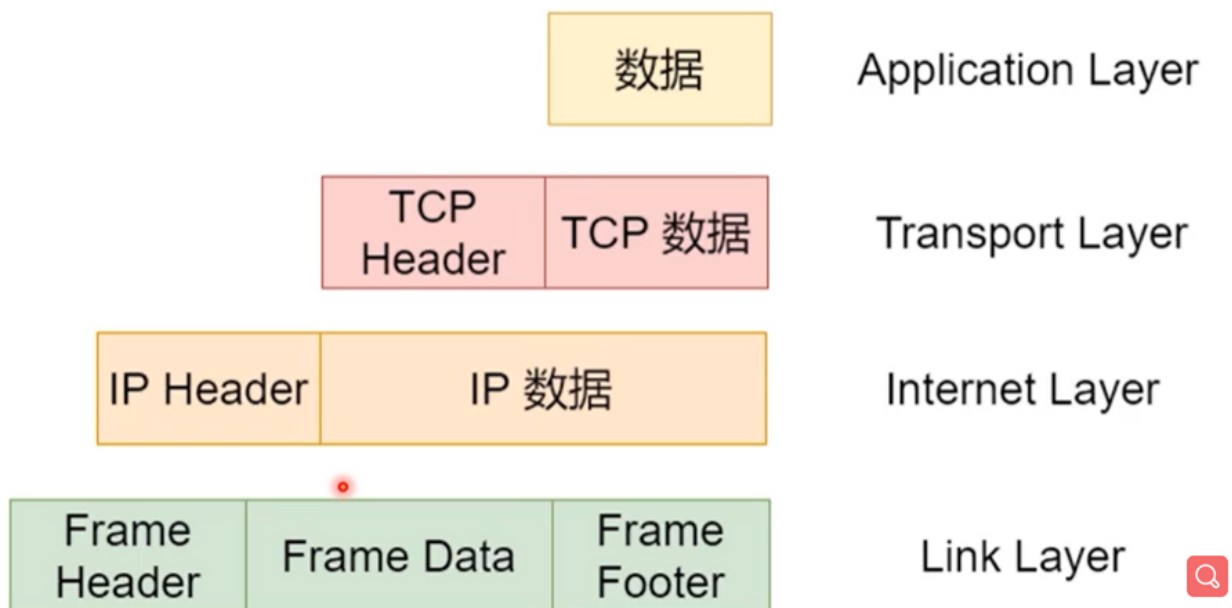 数据
Application Layer
TCP
Header
TCP 数据
Transport Layer
IP Header
IP 数据
Internet Layer
Frame
Header
Frame Data
Frame
Footer
Link Layer